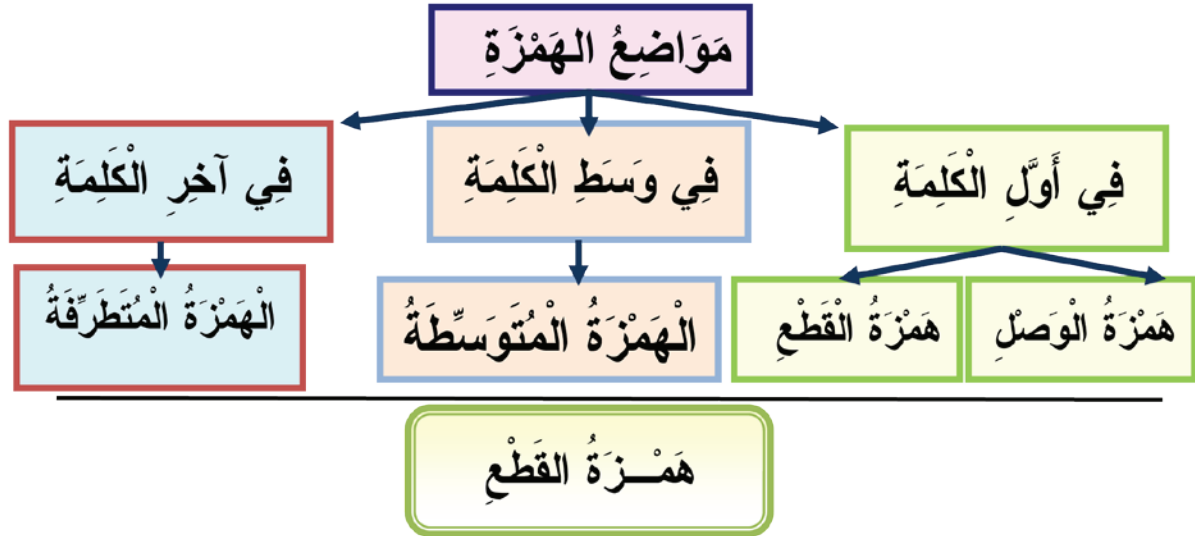 مَوَاضِعُ الهَمْزَةِ
فِي أَوَّلِ الْكَلِمَةِ
فِي وَسَطِ الْكَلِمَةِ
فِي آخِرِ الْكَلِمَةِ
هَمْزَةُ الْوَصْلِ
هَمْزَةُ الْقَطْعِ
الْهَمْزَةُ الْمُتَوَسِّطَةُ
الْهَمْزَةُ الْمُتَطَرِّفَةُ
هَمْــزَةُ القَطْعِ